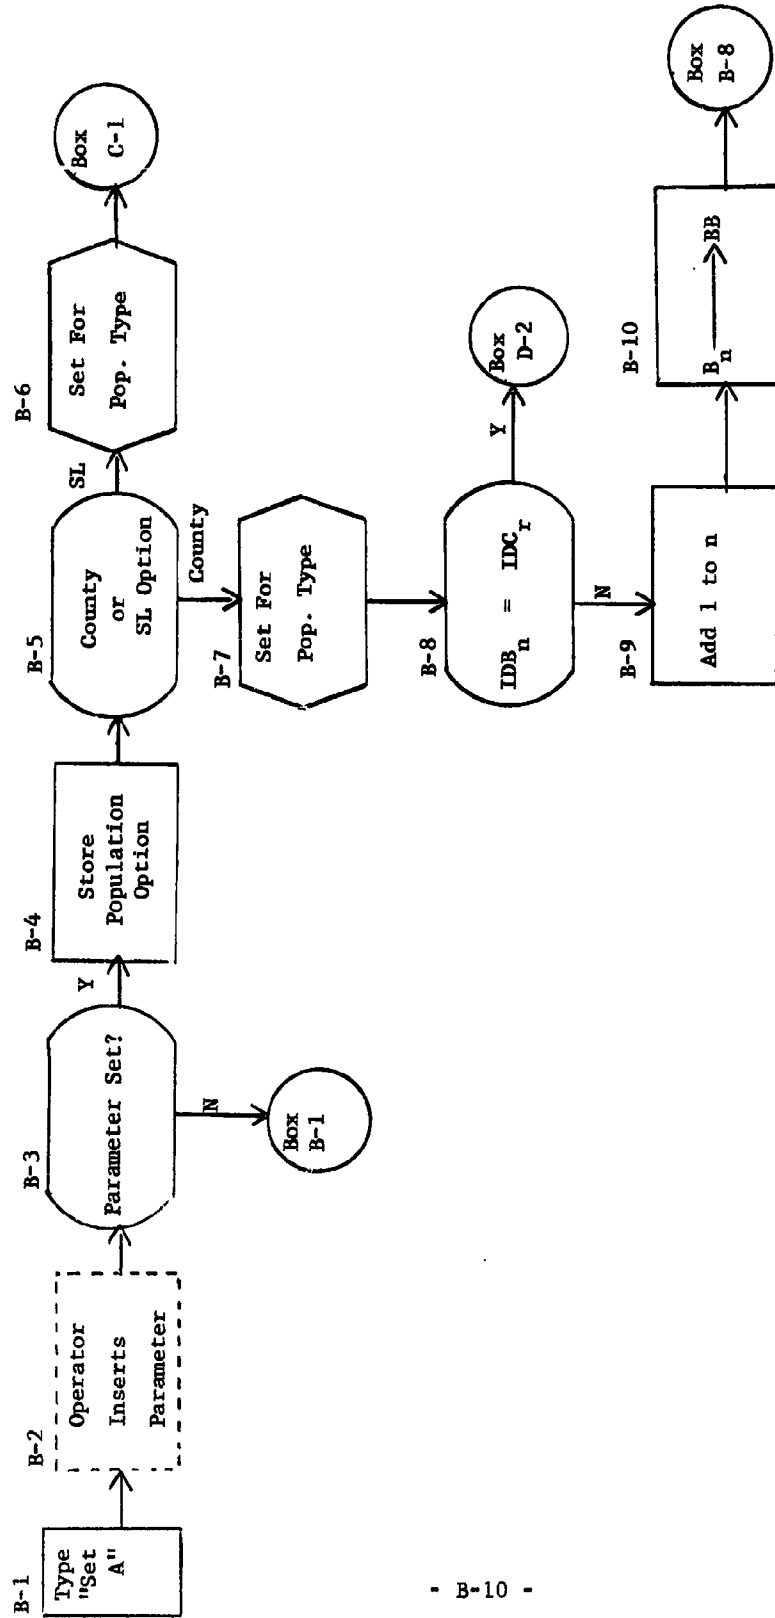 B-1
Type
"Set
A"
B-2
Operator
Inserts
Parameter
B-3
Parameter Set?
N
Box
B-1
Y
B-4
Store
Population
Option
B-5
County
or
SL Option
SL
B-6
Set For
Pop. Type
Box
C-1
County
B-7
Set For
Pop. Type
B-8
IDBn = IDCr
Y
Box
D-2
N
B-9
Add 1 to n
B-10
Bn → BB
Box
B-8
- B-10 -